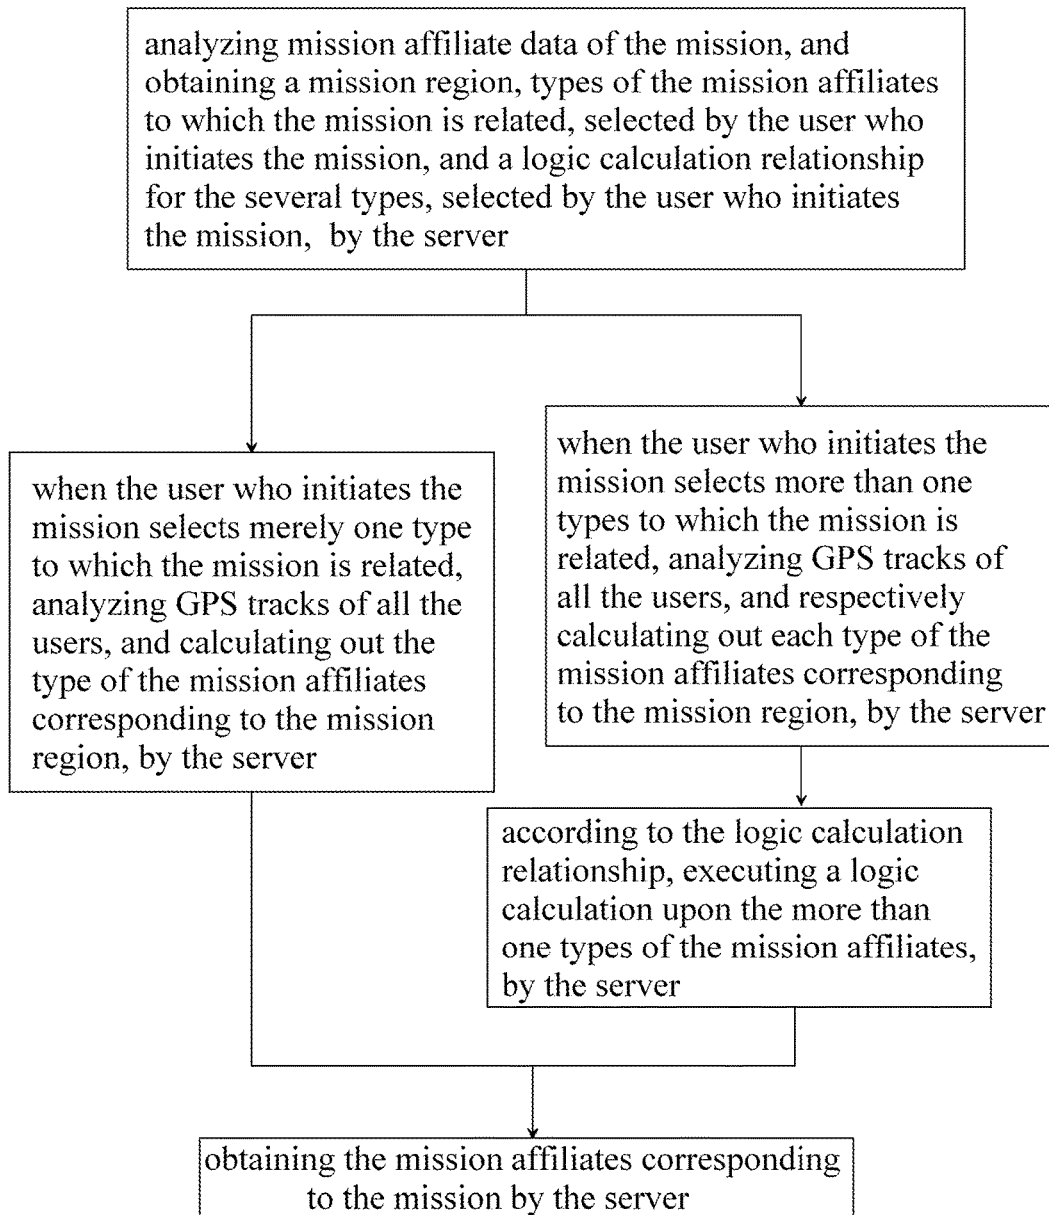 analyzing mission affiliate data of the mission, and
obtaining a mission region, types of the mission affiliates
to which the mission is related, selected by the user who
initiates the mission, and a logic calculation relationship
for the several types, selected by the user who initiates
the mission, by the server
when the user who initiates the
mission selects merely one type
to which the mission is related,
analyzing GPS tracks of all the
users, and calculating out the
type of the mission affiliates
corresponding to the mission
region, by the server
when the user who initiates the
mission selects more than one
types to which the mission is
related, analyzing GPS tracks of
all the users, and respectively
calculating out each type of the
mission affiliates corresponding
to the mission region, by the server
according to the logic calculation
relationship, executing a logic
calculation upon the more than
one types of the mission affiliates,
by the server
obtaining the mission affiliates corresponding
to the mission by the server